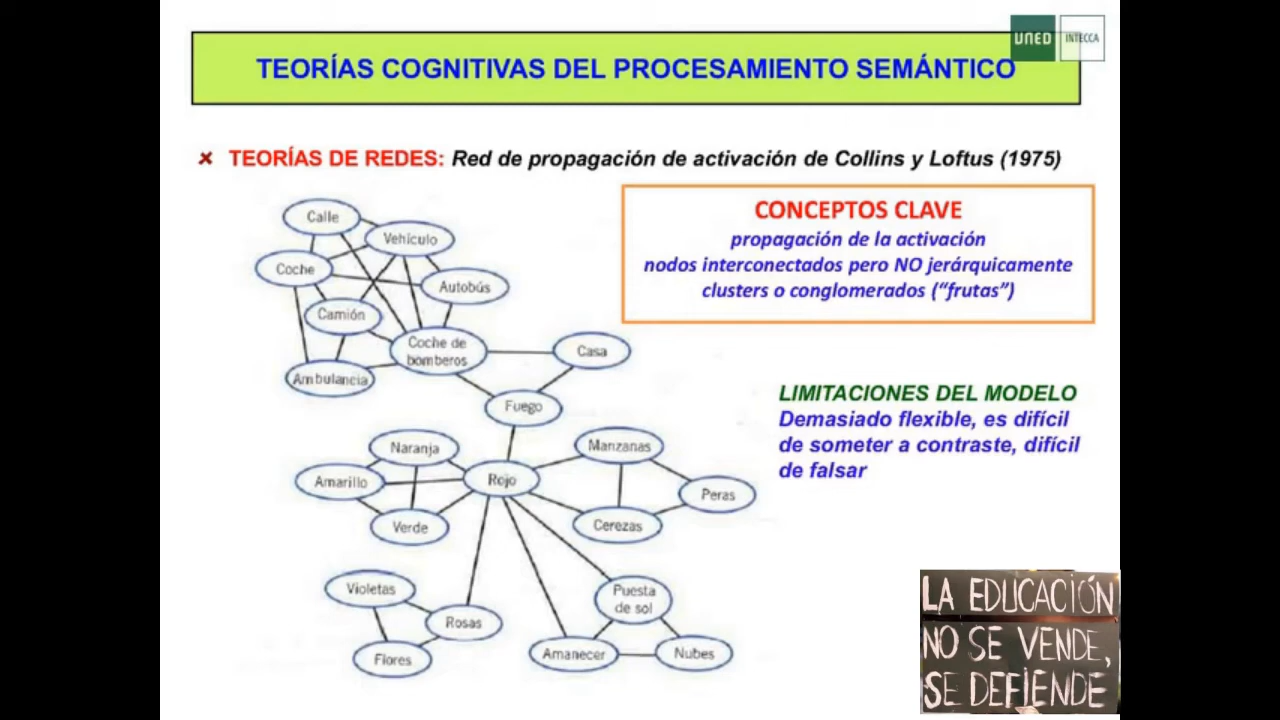 UNED
INTECCA
TEORÍAS COGNITIVAS DEL PROCESAMIENTO SEMÁNTICO
× TEORÍAS DE REDES: Red de propagación de activación de Collins y Loftus (1975)
CONCEPTOS CLAVE
propagación de la activación
nodos interconectados pero NO jerárquicamente
clusters o conglomerados (“frutas”)
Calle
Vehículo
Coche
Autobús
Camión
Coche de
bomberos
Casa
Ambulancia
Fuego
Naranja
Manzanas
Amarillo
Rojo
Peras
Verde
Cerezas
Violetas
Puesta
de sol
Rosas
Flores
Amanecer
Nubes
LIMITACIONES DEL MODELO
Demasiado flexible, es difícil
de someter a contraste, difícil
de falsar
LA EDUCACIÓN
NO SE VENDE,
SE DEFIENDE